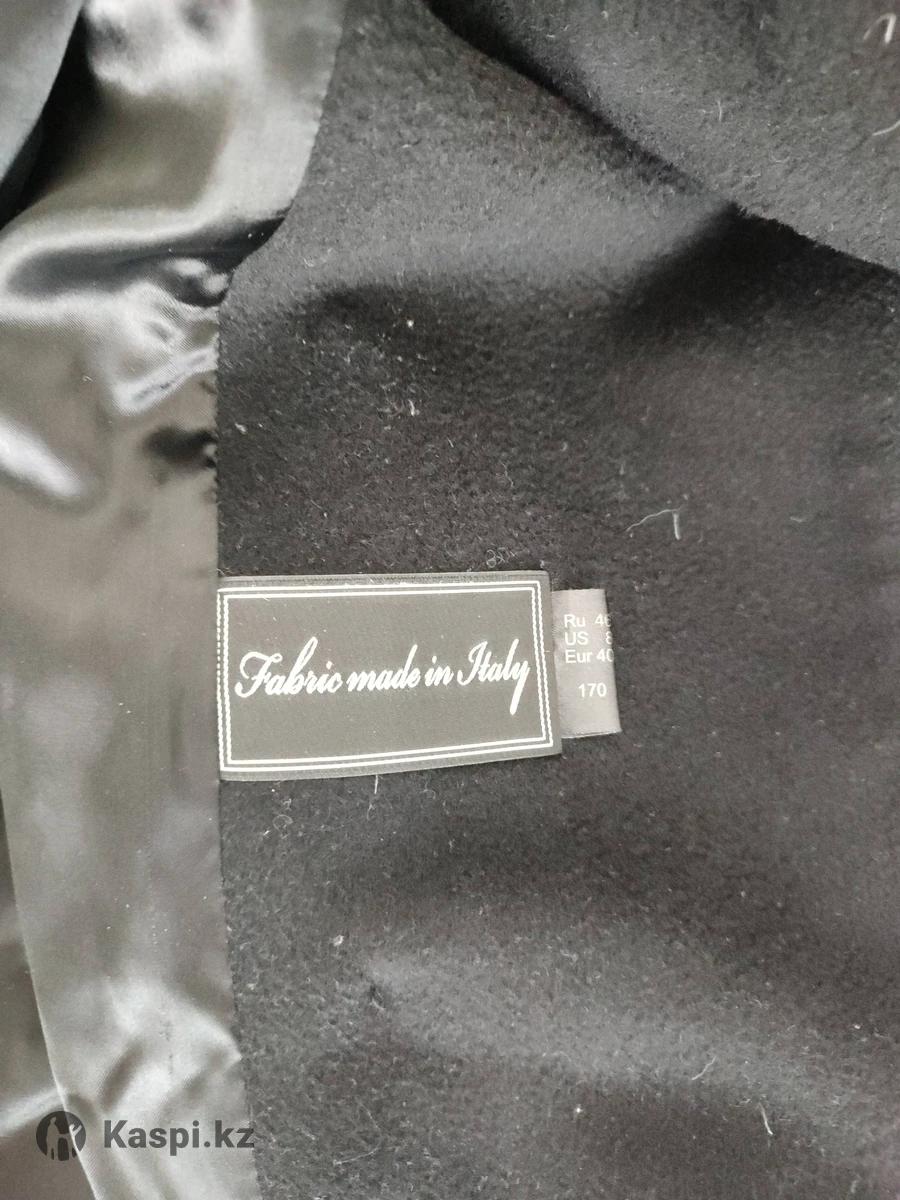 Fabric made in Italy
Ru 46
US 8
Eur 40
170
Kaspi.kz